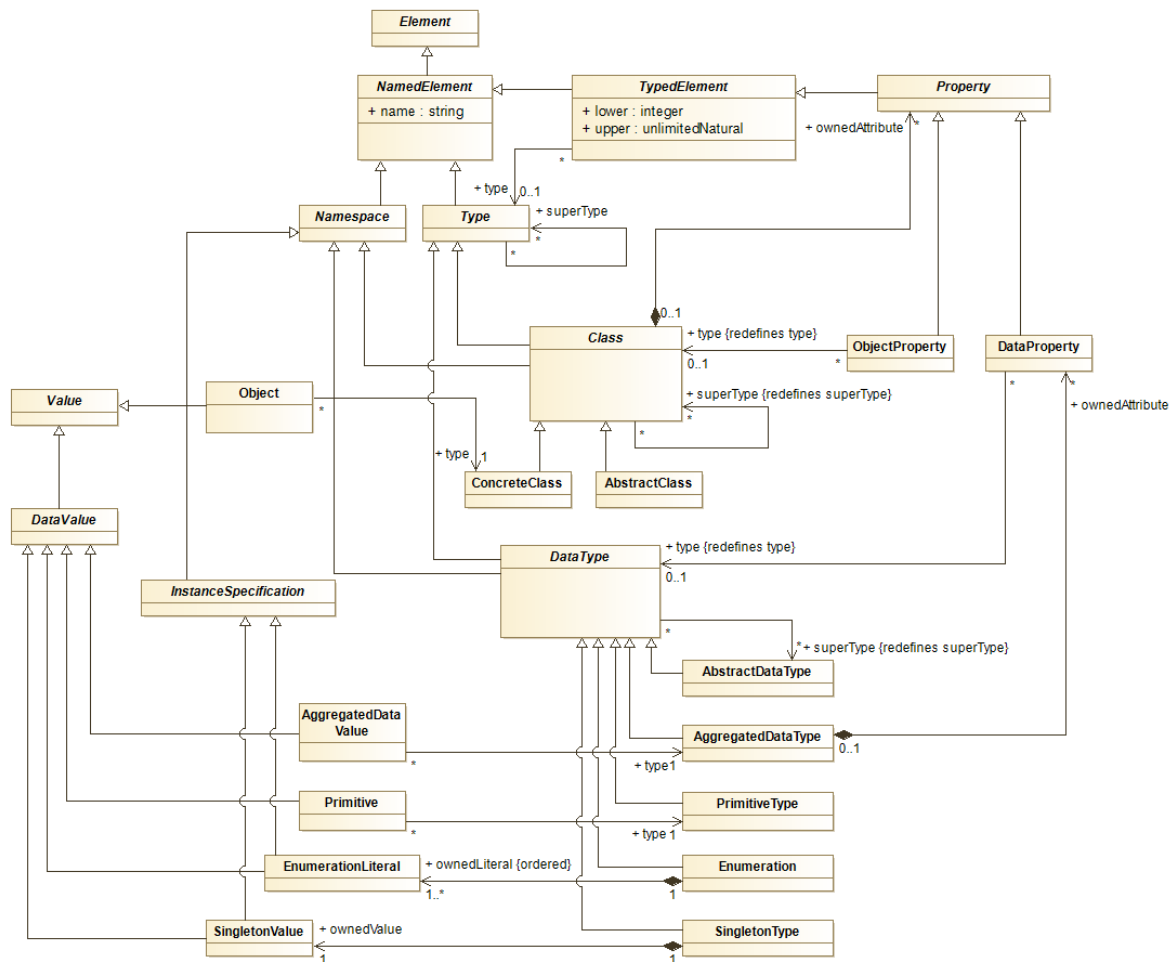 Element
NamedElement
+ name : string
TypedElement
+ lower : integer
+ upper : unlimitedNatural
Property
+ ownedAttribute
*
*
+ type
0..1
Namespace
Type
+ superType
*
*
0..1
Class
+ type {redefines type}
0..1
*
ObjectProperty
DataProperty
*
*
+ ownedAttribute
Value
Object
*
+ superType {redefines superType}
*
*
+ type
1
ConcreteClass
AbstractClass
DataValue
DataType
+ type {redefines type}
0..1
InstanceSpecification
*
*
+ superType {redefines superType}
AbstractDataType
AggregatedData
Value
*
+ type
1
AggregatedDataType
0..1
Primitive
*
+ type
1
PrimitiveType
EnumerationLiteral
+ ownedLiteral {ordered}
1..*
1
Enumeration
SingletonValue
+ ownedValue
1
1
SingletonType